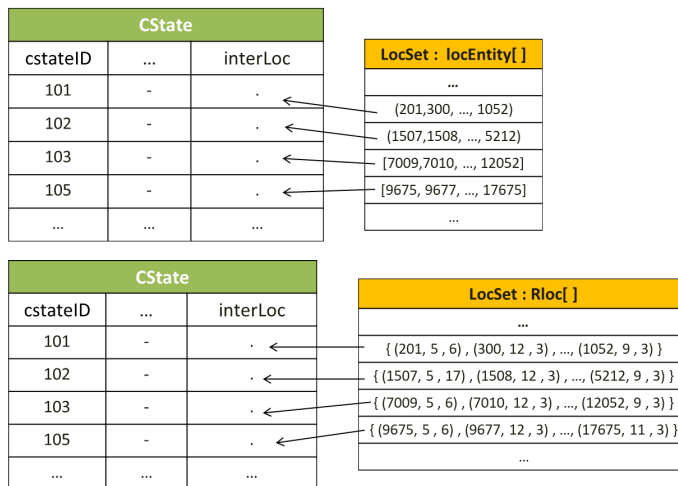 CState
cstateID ... interLoc
101 - .
102 - .
103 - .
105 - .
... ... ...
LocSet : locEntity[ ]
...
(201,300, ..., 1052)
(1507,1508, ..., 5212)
[7009,7010, ..., 12052]
[9675, 9677, ..., 17675]
...
CState
cstateID ... interLoc
101 - .
102 - .
103 - .
105 - .
... ... ...
LocSet : Rloc[ ]
...
{ (201, 5 , 6) , (300, 12 , 3) , ..., (1052, 9 , 3) }
{ (1507, 5 , 17) , (1508, 12 , 3) , ..., (5212, 9 , 3) }
{ (7009, 5 , 6) , (7010, 12 , 3) , ..., (12052, 9 , 3) }
{ (9675, 5 , 6) , (9677, 12 , 3) , ..., (17675, 11 , 3) }
...